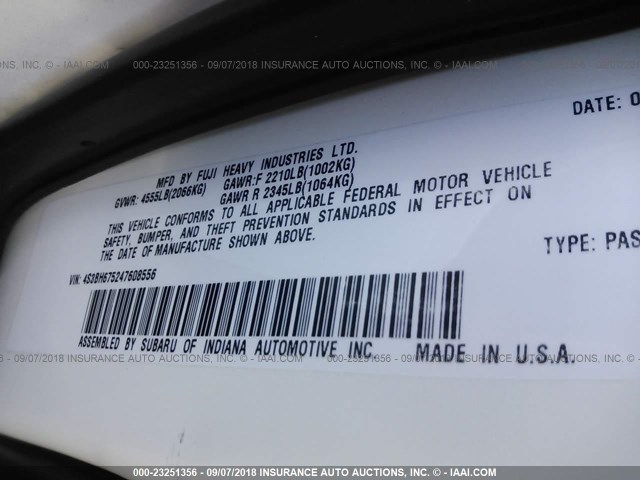 INC. - IAAI.COM 000-23251356 - 09/07/2018 INSURANCE AUTO AUCTIONS, INC. - IAAI.COM
DATE: 0
MFD BY FUJI HEAVY INDUSTRIES LTD.
GVWR: 4555LB(2066KG) GAWR:F 2210LB(1002KG)
GAWR R 2345LB(1064KG)
THIS VEHICLE CONFORMS TO ALL APPLICABLE FEDERAL MOTOR VEHICLE
SAFETY, BUMPER, AND THEFT PREVENTION STANDARDS IN EFFECT ON
THE DATE OF MANUFACTURE SHOWN ABOVE.
TYPE: PAS
VIN: 4S3BH675247608556
ASSEMBLED BY SUBARU OF INDIANA AUTOMOTIVE INC. MADE IN U.S.A.
09/07/2018 INSURANCE AUTO AUCTIONS, INC. - IAAI.COM 000-23251356 - 09/07/2018 INSURANCE AUTO AUCTIONS, INC. - IAAI.COM
000-23251356 - 09/07/2018 INSURANCE AUTO AUCTIONS, INC. - IAAI.COM